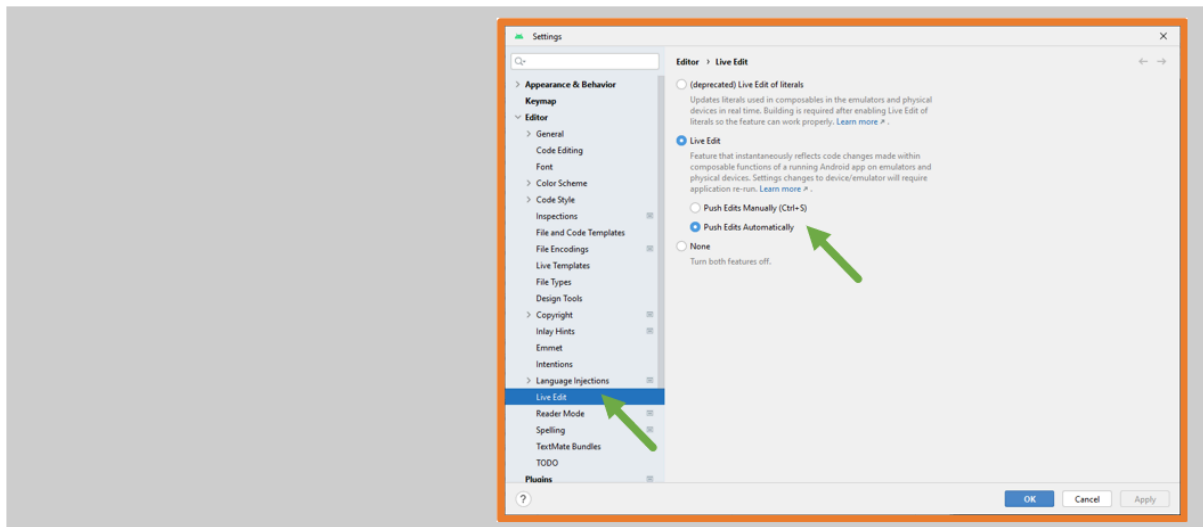 Settings
Appearance & Behavior
Keymap
Editor
General
Code Editing
Font
Color Scheme
Code Style
Inspections
File and Code Templates
File Encodings
Live Templates
File Types
Design Tools
Copyright
Inlay Hints
Emmet
Intentions
Language Injections
Live Edit
Reader Mode
Spelling
TextMate Bundles
TODO
Plugins
?
Editor › Live Edit
(deprecated) Live Edit of literals
Updates literals used in composables in the emulators and physical
devices in real time. Building is required after enabling Live Edit of
literals so the feature can work properly. Learn more ↗ .
Live Edit
Feature that instantaneously reflects code changes made within
composable functions of a running Android app on emulators and
physical devices. Settings changes to device/emulator will require
application re-run. Learn more ↗ .
Push Edits Manually (Ctrl+S)
Push Edits Automatically
None
Turn both features off.
OK Cancel Apply